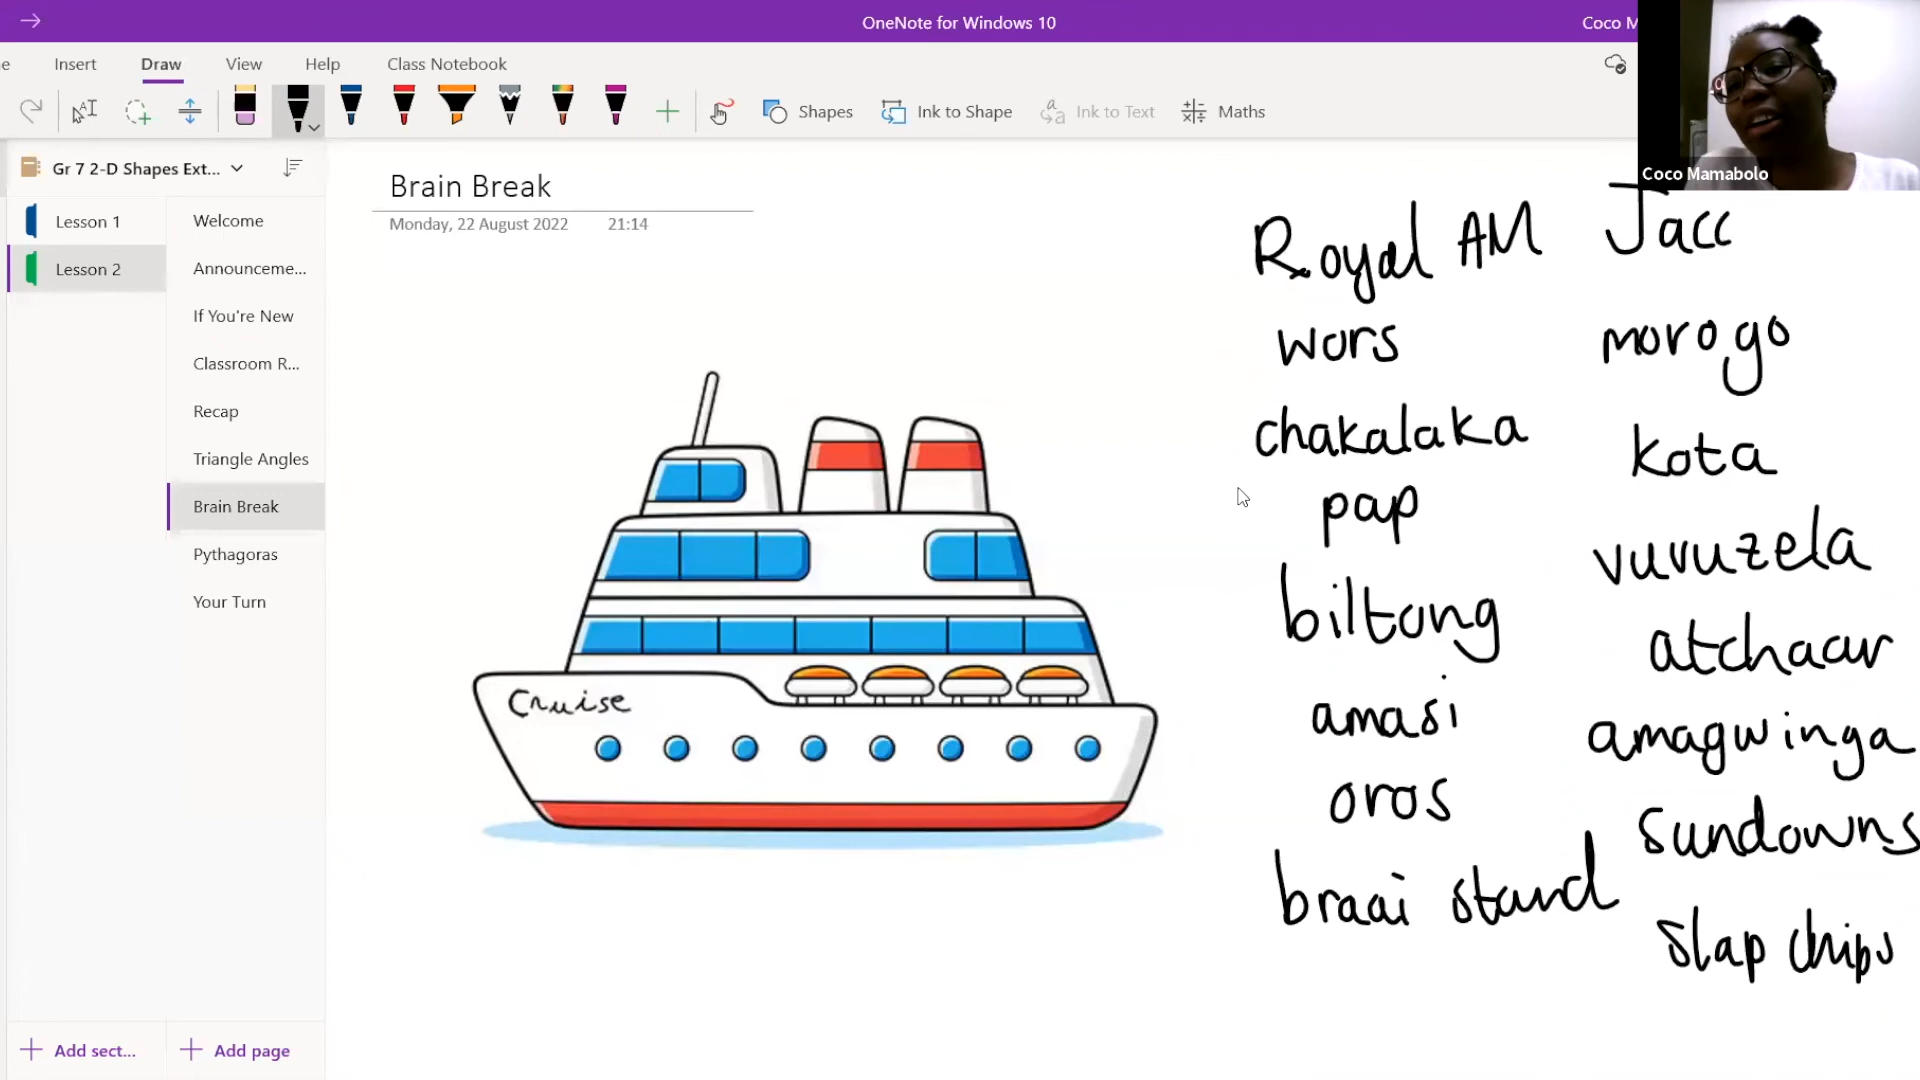 OneNote for Windows 10
Coco M
e Insert Draw View Help Class Notebook
Shapes Ink to Shape Ink to Text Maths
Gr 7 2-D Shapes Ext...
Lesson 1
Lesson 2
Welcome
Announceme...
If You're New
Classroom R...
Recap
Triangle Angles
Brain Break
Pythagoras
Your Turn
Add sect...
Add page
Brain Break
Monday, 22 August 2022 21:14
Cruise
Royal AM
wors
chakalaka
pap
biltong
amasi
oros
braai stand
Jacc
morogo
kota
vuvuzela
atchaar
amagwinga
sundowns
slap chips
Coco Mamabolo